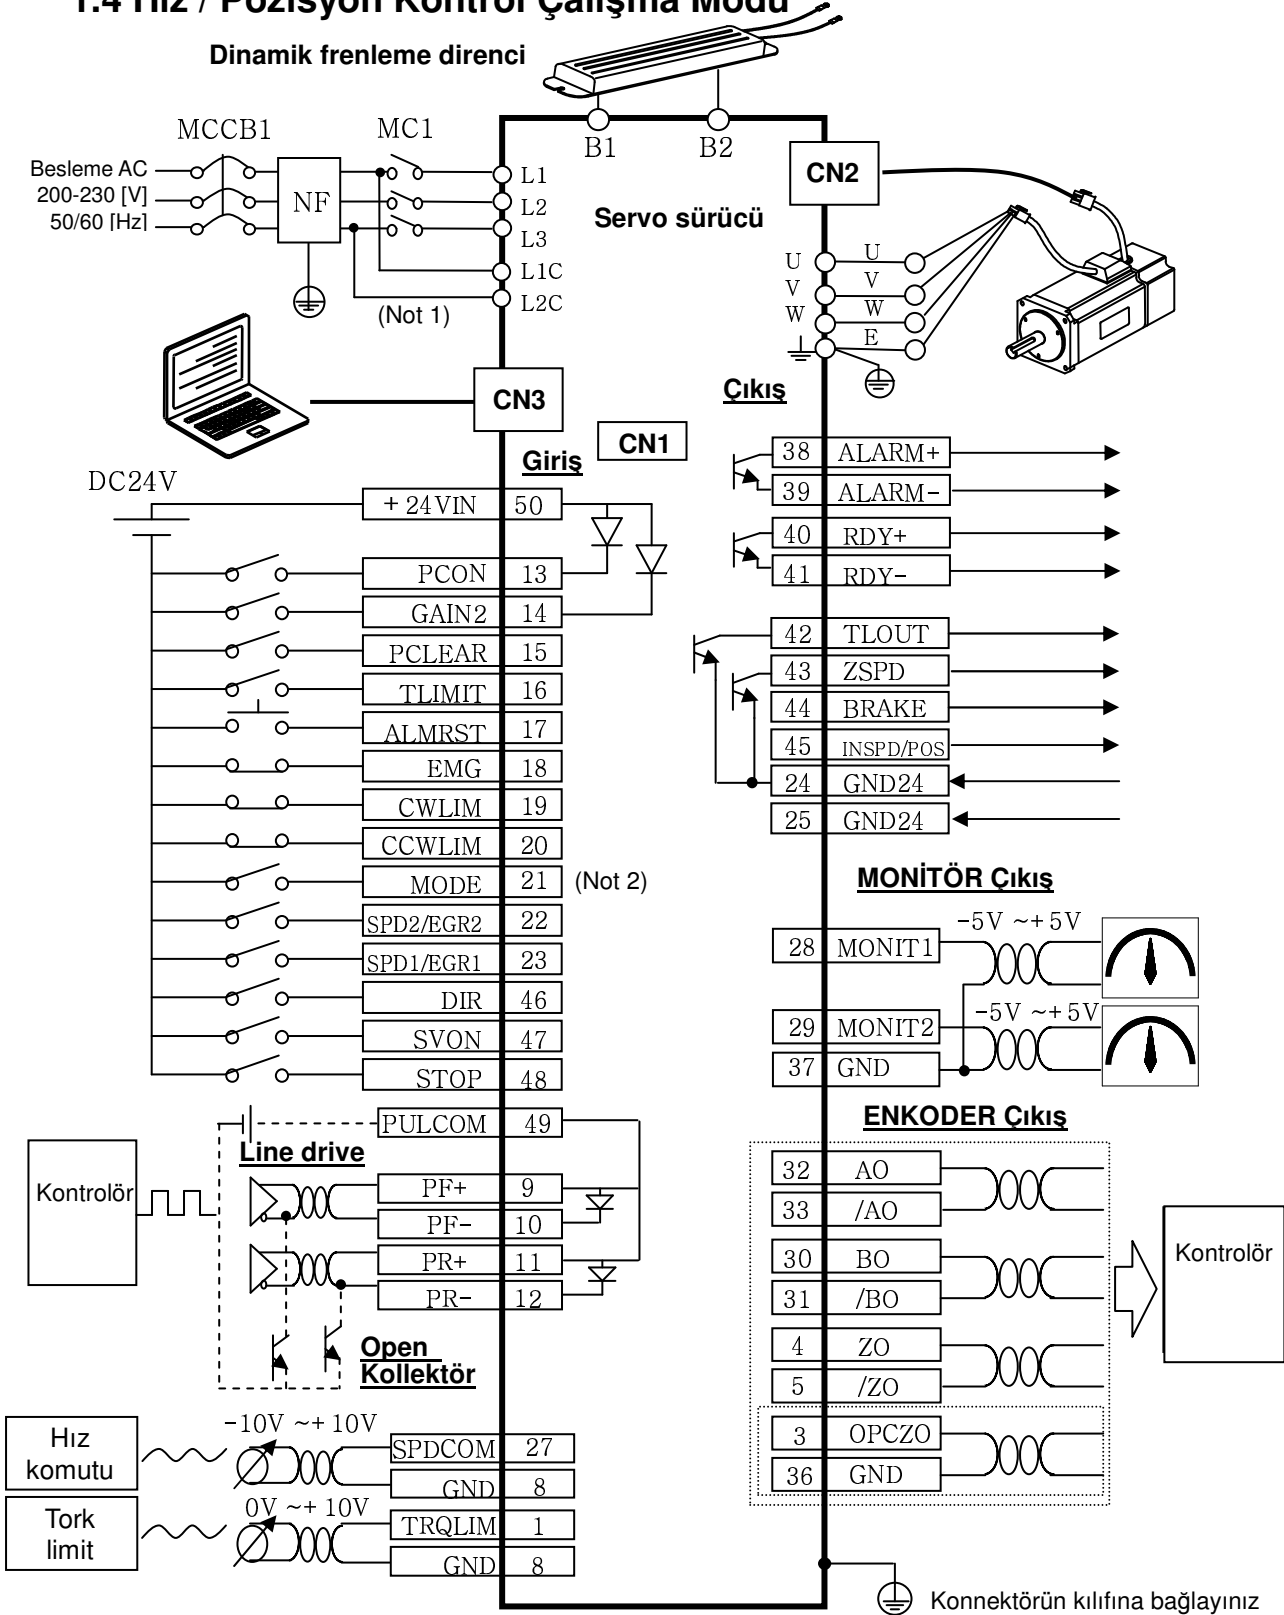 1.4 Hız / Pozisyon Kontrol Çalışma Modu
Dinamik frenleme direnci
MCCB1
MC1
B1
B2
CN2
Besleme AC
200-230 [V]
50/60 [Hz]
NF
L1
L2
L3
L1C
L2C
(Not 1)
Servo sürücü
U
V
W
U
V
W
E
CN3
Çıkış
CN1
Giriş
DC24V
+24VIN 50
PCON 13
GAIN2 14
PCLEAR 15
TLIMIT 16
ALMRST 17
EMG 18
CWLIM 19
CCWLIM 20
MODE 21 (Not 2)
SPD2/EGR2 22
SPD1/EGR1 23
DIR 46
SVON 47
STOP 48
PULCOM 49
Line drive
Kontrolör
PF+ 9
PF- 10
PR+ 11
PR- 12
Open
Kollektör
Hız
komutu
-10V ~+10V
SPDCOM 27
GND 8
Tork
limit
0V ~+10V
TRQLIM 1
GND 8
38 ALARM+
39 ALARM-
40 RDY+
41 RDY-
42 TLOUT
43 ZSPD
44 BRAKE
45 INSPD/POS
24 GND24
25 GND24
MONİTÖR Çıkış
-5V ~+5V
28 MONIT1
-5V ~+5V
29 MONIT2
37 GND
ENKODER Çıkış
32 AO
33 /AO
30 BO
31 /BO
4 ZO
5 /ZO
3 OPCZO
36 GND
Kontrolör
Konnektörün kılıfına bağlayınız